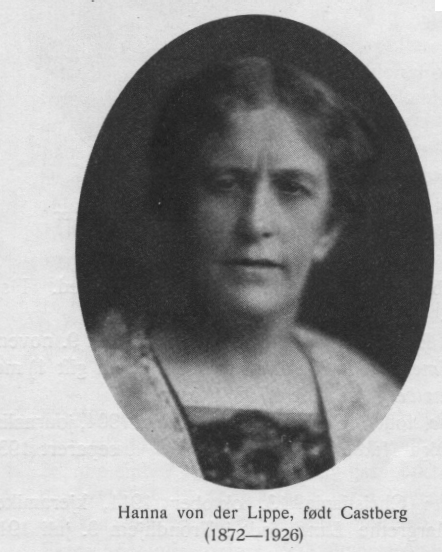 Hanna von der Lippe, født Castberg
(1872—1926)